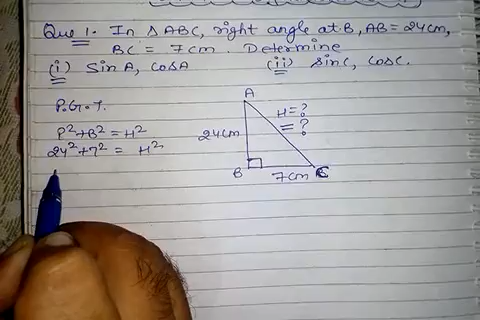 Que 1. In △ABC, right angle at B, AB = 24cm,
BC = 7cm. Determine
(i) Sin A, Cos A (ii) Sin C, Cos C.
P.G.T.
P² + B² = H²
24² + 7² = H²
A
H = ?
= ?
24cm
B 7cm C